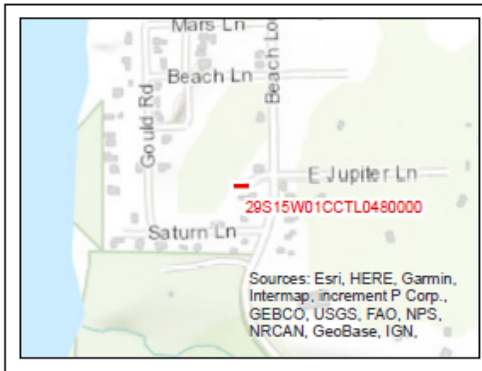 Mars Ln
Beach Ln
Beach Loo
Gould Rd
E Jupiter Ln
29S15W01CCTL0480000
Saturn Ln
Sources: Esri, HERE, Garmin,
Intermap, increment P Corp.,
GEBCO, USGS, FAO, NPS,
NRCAN, GeoBase, IGN,